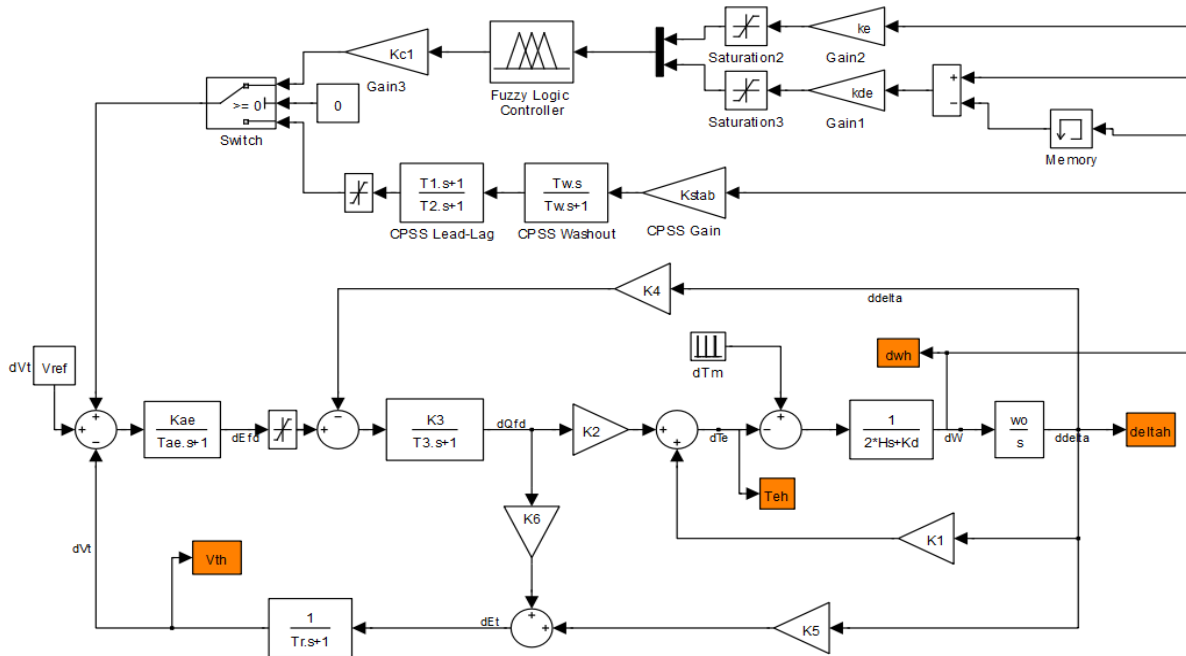 ke
Saturation2
Gain2
Kc1
Gain3
Fuzzy Logic
Controller
kde
Saturation3
Gain1
+
-
Memory
>= 0
0
Switch
T1.s+1
T2.s+1
CPSS Lead-Lag
Tw.s
Tw.s+1
CPSS Washout
Kstab
CPSS Gain
K4
ddelta
dTm
dwh
dVt
Vref
+
+
-
Kae
Tae.s+1
dEfd
-
+
K3
T3.s+1
dQfd
K2
+
+
dTe
+
-
1
2*Hs+Kd
dW
wo
s
ddelta
deltah
Teh
K6
K1
dVt
Vth
1
Tr.s+1
dEt
+
+
K5